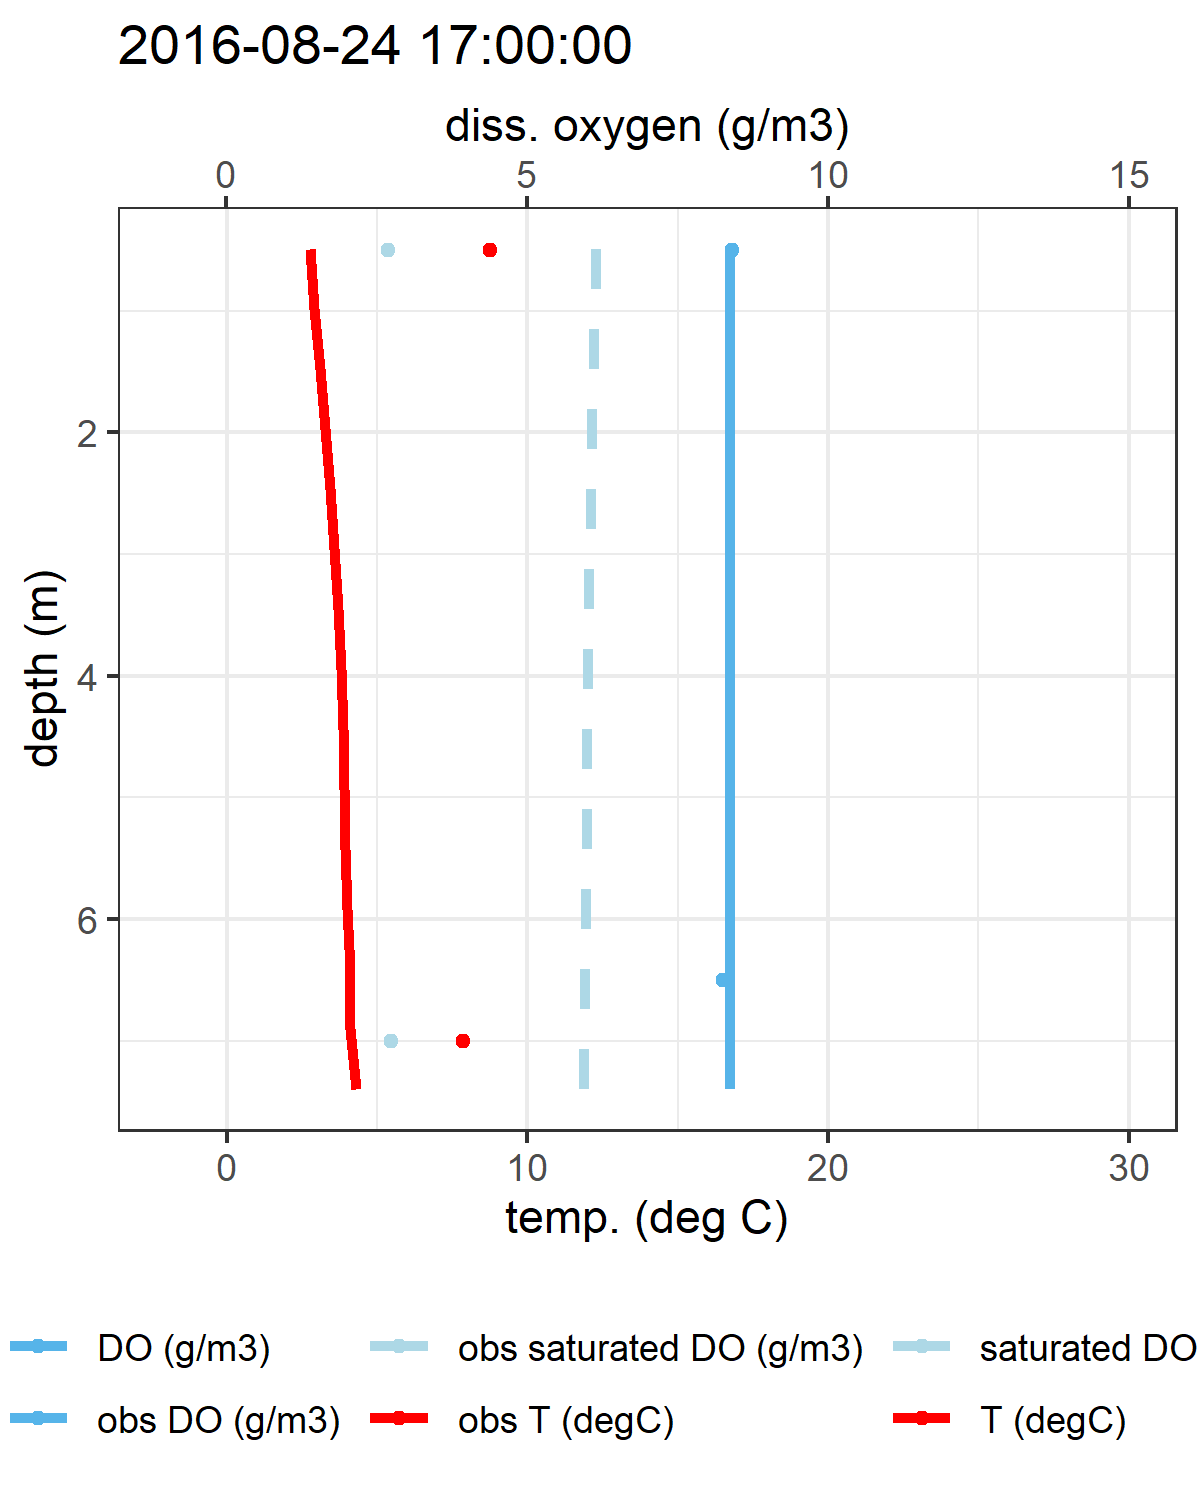 2016-08-24 17:00:00
diss. oxygen (g/m3)
0 5 10 15
depth (m)
2
4
6
0 10 20 30
temp. (deg C)
DO (g/m3) obs saturated DO (g/m3) saturated DO
obs DO (g/m3) obs T (degC) T (degC)